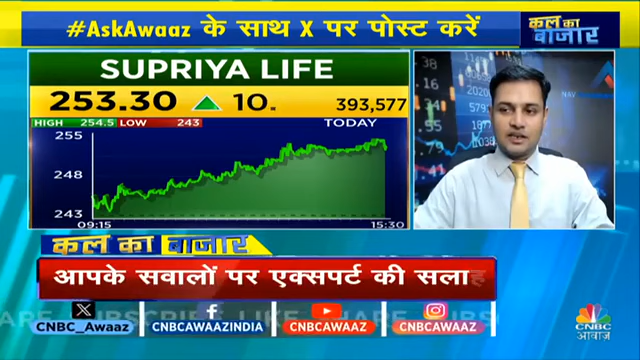 #AskAwaaz के साथ X पर पोस्ट करें
कल का
बाजार
SUPRIYA LIFE
253.30 10. 393,577
HIGH 254.5 LOW 243 TODAY
255
248
243
09:15 15:30
NAV
कल का बाजार
आपके सवालों पर एक्सपर्ट की सलाह
CNBC_Awaaz CNBCAWAAZINDIA CNBCAWAAZ CNBCAWAAZ
CNBC
आवाज़